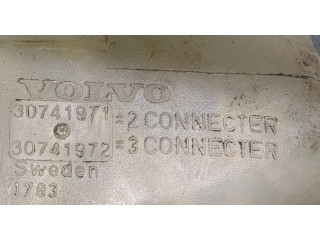 VOLVO
30741971 =2 CONNECTER
30741972 =3 CONNECTER
Sweden
1783